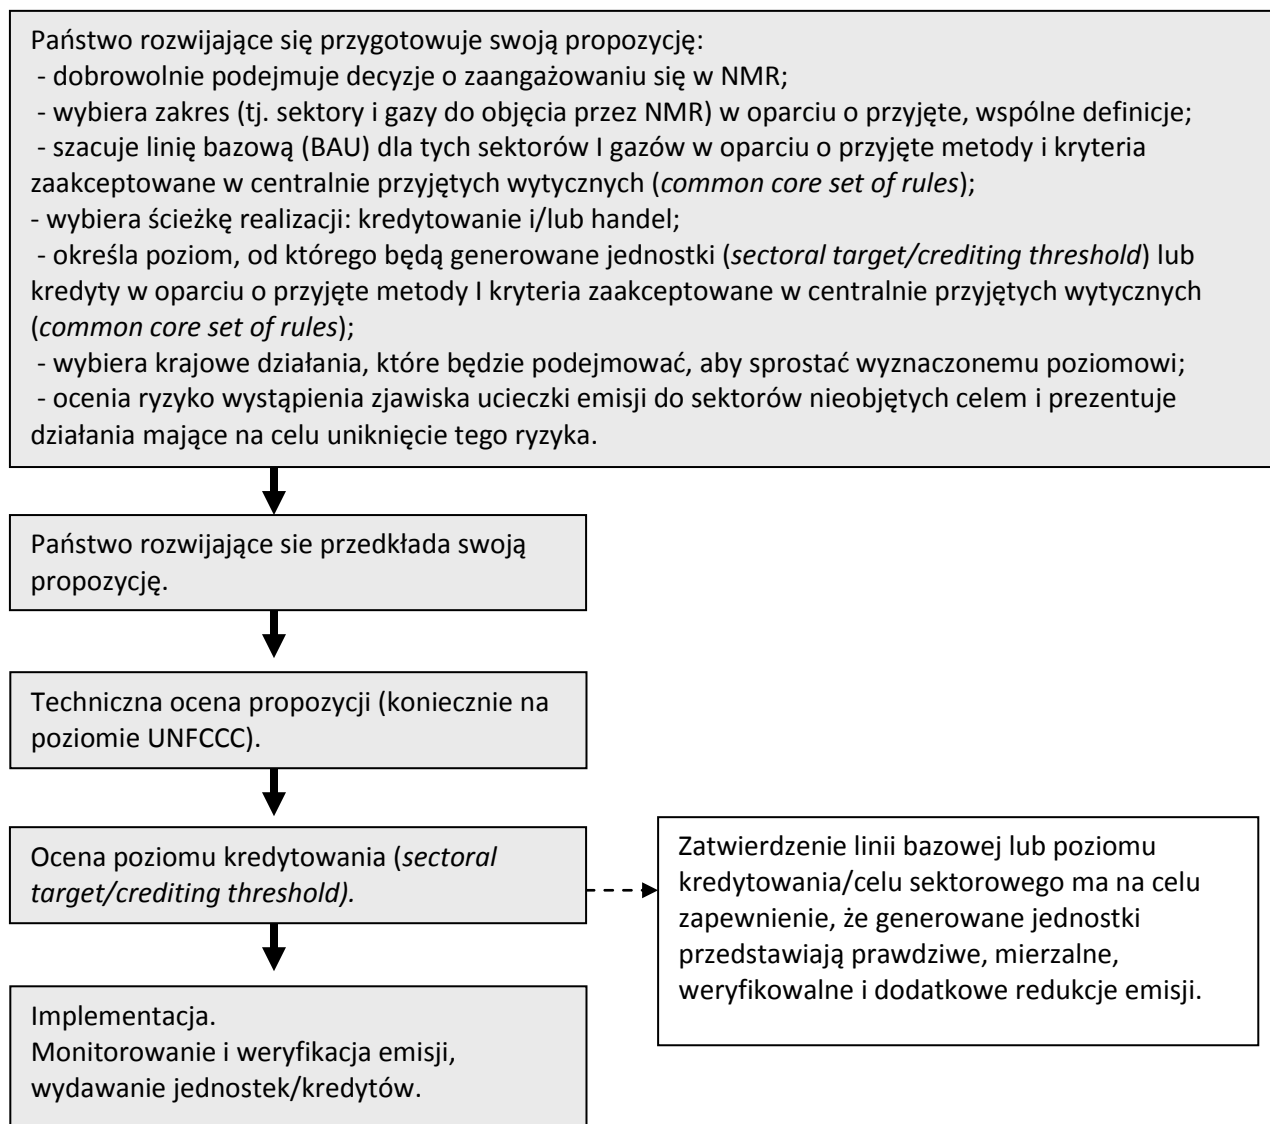 Państwo rozwijające się przygotowuje swoją propozycję:
- dobrowolnie podejmuje decyzje o zaangażowaniu się w NMR;
- wybiera zakres (tj. sektory i gazy do objęcia przez NMR) w oparciu o przyjęte, wspólne definicje;
- szacuje linię bazową (BAU) dla tych sektorów I gazów w oparciu o przyjęte metody i kryteria
zaakceptowane w centralnie przyjętych wytycznych (common core set of rules);
- wybiera ścieżkę realizacji: kredytowanie i/lub handel;
- określa poziom, od którego będą generowane jednostki (sectoral target/crediting threshold) lub
kredyty w oparciu o przyjęte metody I kryteria zaakceptowane w centralnie przyjętych wytycznych
(common core set of rules);
- wybiera krajowe działania, które będzie podejmować, aby sprostać wyznaczonemu poziomowi;
- ocenia ryzyko wystąpienia zjawiska ucieczki emisji do sektorów nieobjętych celem i prezentuje
działania mające na celu uniknięcie tego ryzyka.
Państwo rozwijające sie przedkłada swoją
propozycję.
Techniczna ocena propozycji (koniecznie na
poziomie UNFCCC).
Ocena poziomu kredytowania (sectoral
target/crediting threshold).
Zatwierdzenie linii bazowej lub poziomu
kredytowania/celu sektorowego ma na celu
zapewnienie, że generowane jednostki
przedstawiają prawdziwe, mierzalne,
weryfikowalne i dodatkowe redukcje emisji.
Implementacja.
Monitorowanie i weryfikacja emisji,
wydawanie jednostek/kredytów.